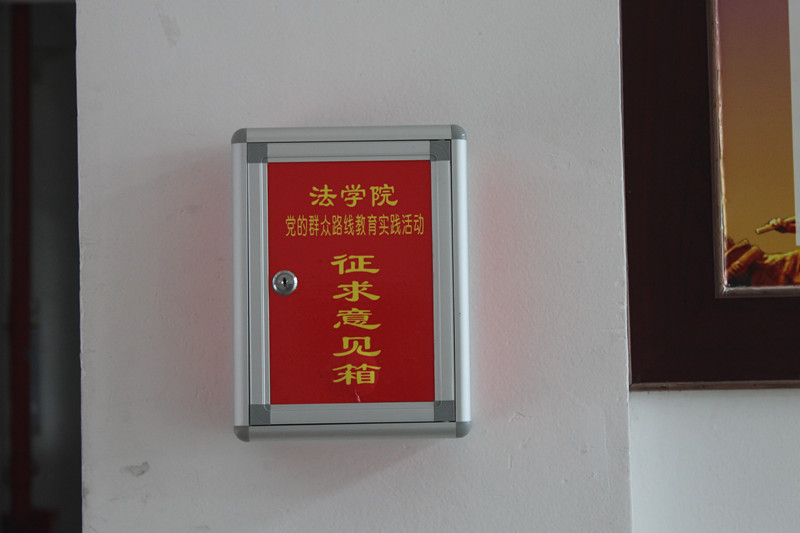 法学院
党的群众路线教育实践活动
征求意见箱